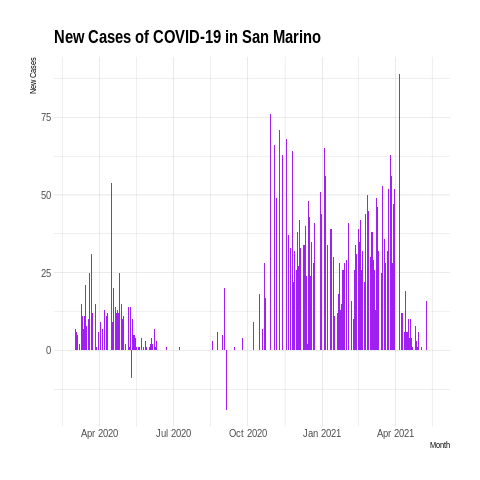 New Cases of COVID-19 in San Marino
New Cases
75
50
25
0
Apr 2020 Jul 2020 Oct 2020 Jan 2021 Apr 2021
Month